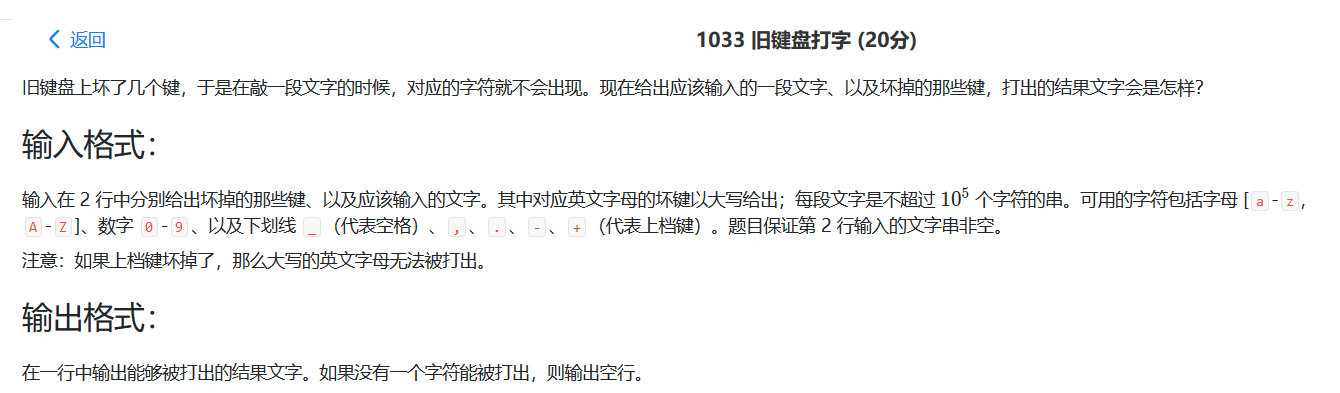 返回
1033 旧键盘打字 (20分)
旧键盘上坏了几个键，于是在敲一段文字的时候，对应的字符就不会出现。现在给出应该输入的一段文字、以及坏掉的那些键，打出的结果文字会是怎样？
输入格式：
输入在 2 行中分别给出坏掉的那些键、以及应该输入的文字。其中对应英文字母的坏键以大写给出；每段文字是不超过 10⁵ 个字符的串。可用的字符包括字母 [ a - z ,
A - Z ]、数字 0 - 9 、以及下划线 _ （代表空格）、 , 、 . 、 - 、 + （代表上档键）。题目保证第 2 行输入的文字串非空。
注意：如果上档键坏掉了，那么大写的英文字母无法被打出。
输出格式：
在一行中输出能够被打出的结果文字。如果没有一个字符能被打出，则输出空行。